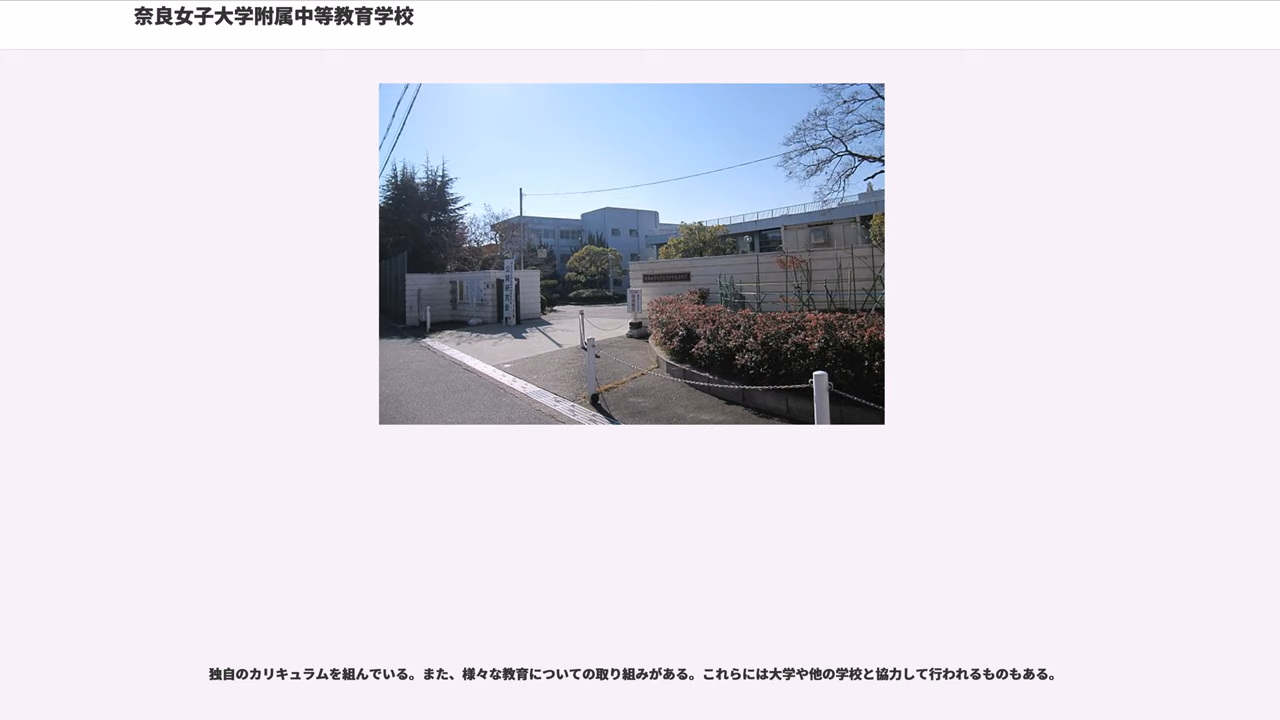 奈良女子大学附属中等教育学校
独自のカリキュラムを組んでいる。また、様々な教育についての取り組みがある。これらには大学や他の学校と協力して行われるものもある。